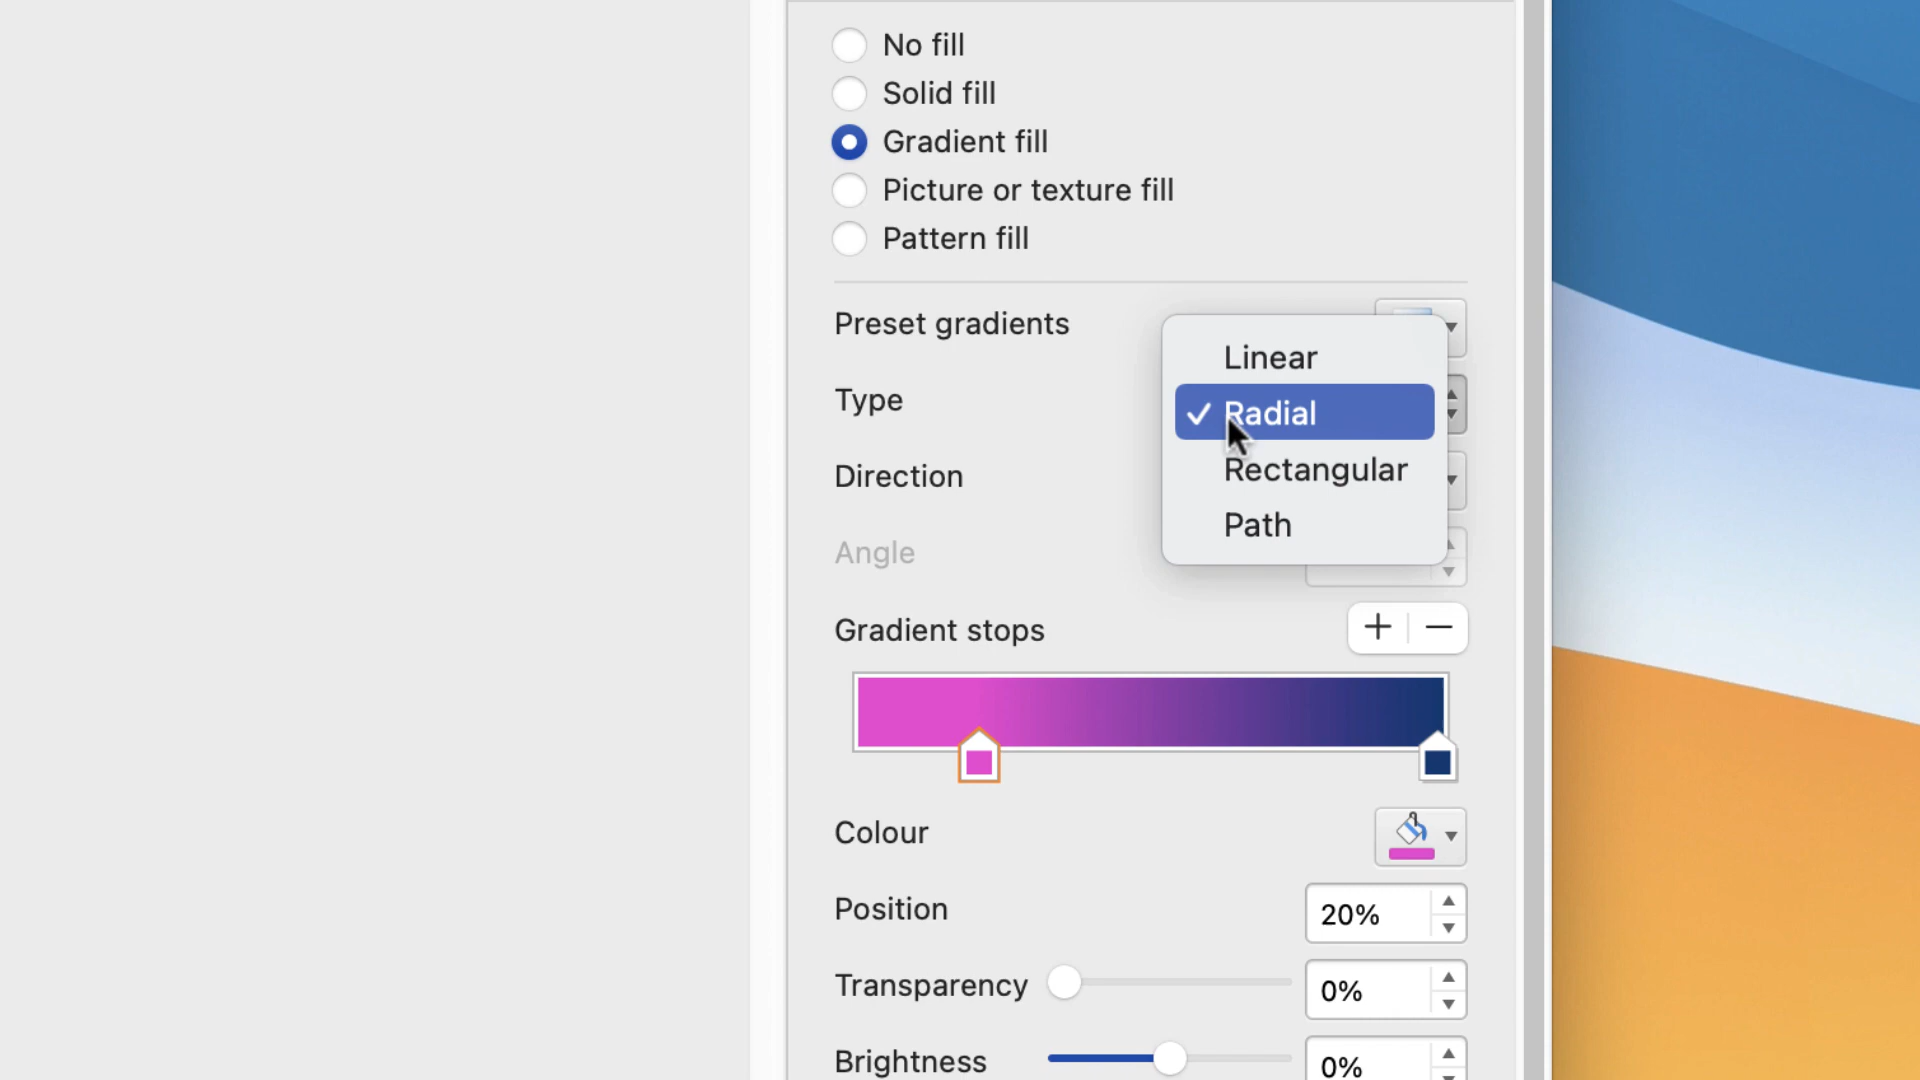 No fill
Solid fill
Gradient fill
Picture or texture fill
Pattern fill
Preset gradients
Linear
Type
Radial
Direction
Rectangular
Path
Angle
Gradient stops
Colour
Position
20%
Transparency
0%
Brightness
0%